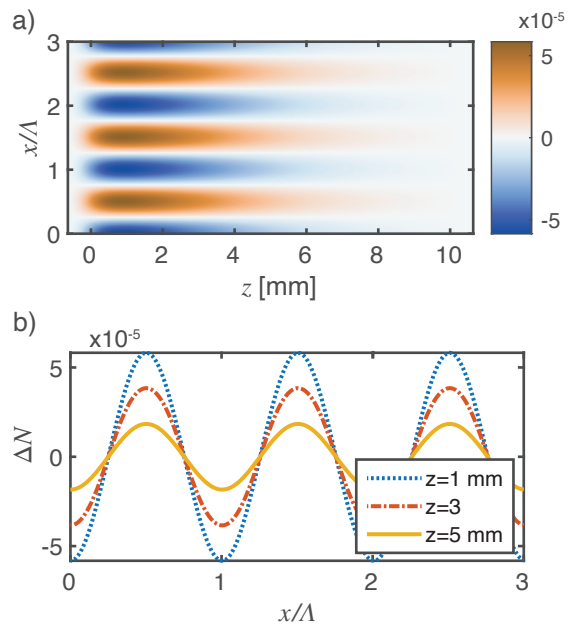 a)
x10⁻⁵
3
2
1
0
x/Λ
5
0
-5
0 2 4 6 8 10
z [mm]
b)
x10⁻⁵
5
0
-5
ΔN
z=1 mm
z=3
z=5 mm
0 1 2 3
x/Λ